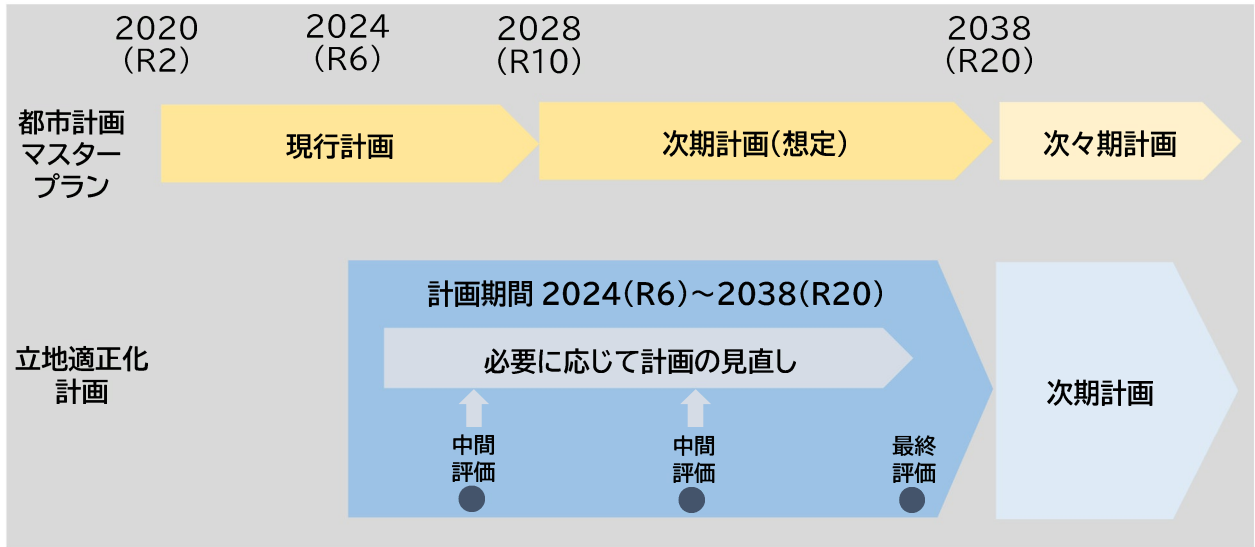 2020
（R2）
2024
（R6）
2028
（R10）
2038
（R20）
都市計画
マスター
プラン
現行計画
次期計画（想定）
次々期計画
立地適正化
計画
計画期間 2024（R6）～2038（R20）
必要に応じて計画の見直し
中間
評価
中間
評価
最終
評価
次期計画